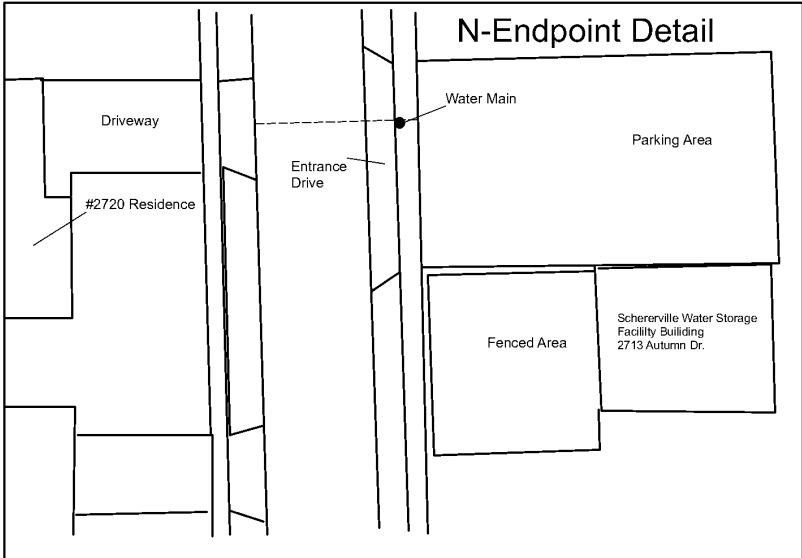 N-Endpoint Detail
Water Main
Driveway
Parking Area
Entrance
Drive
#2720 Residence
Schererville Water Storage
Facililty Builiding
2713 Autumn Dr.
Fenced Area